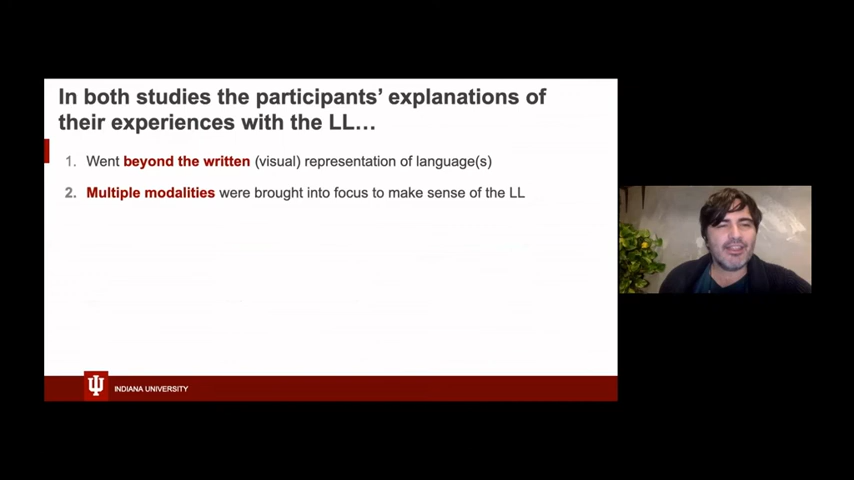 In both studies the participants’ explanations of
their experiences with the LL…
1. Went beyond the written (visual) representation of language(s)
2. Multiple modalities were brought into focus to make sense of the LL
INDIANA UNIVERSITY